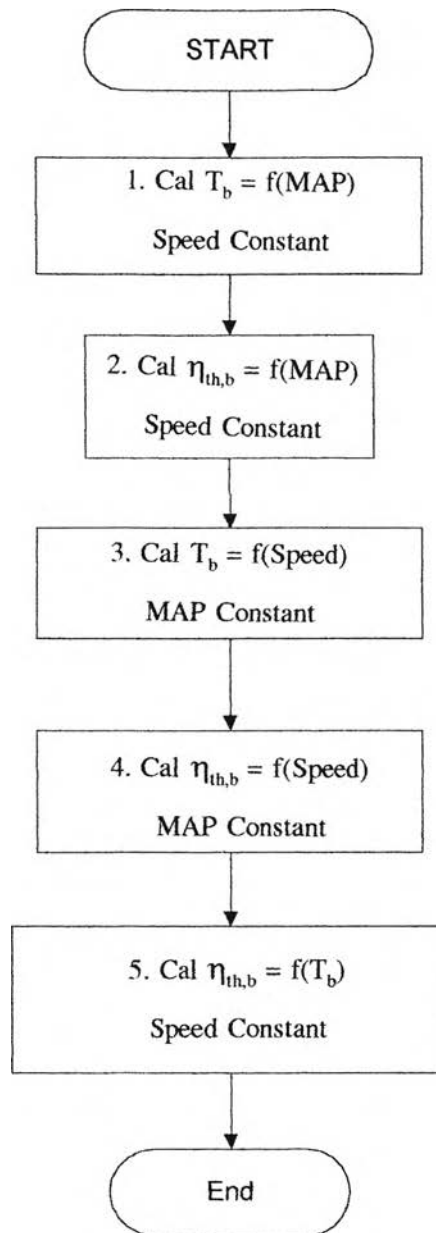 START
1. Cal T_b = f(MAP)
Speed Constant
2. Cal η_th,b = f(MAP)
Speed Constant
3. Cal T_b = f(Speed)
MAP Constant
4. Cal η_th,b = f(Speed)
MAP Constant
5. Cal η_th,b = f(T_b)
Speed Constant
End